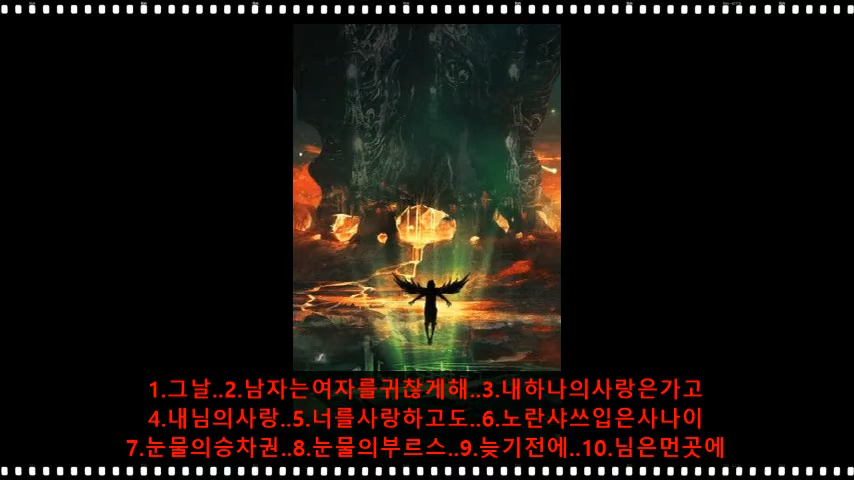 1.그날..2.남자는여자를귀찮게해..3.내하나의사랑은가고
4.내님의사랑..5.너를사랑하고도..6.노란샤쓰입은사나이
7.눈물의승차권..8.눈물의부르스..9.늦기전에..10.님은먼곳에